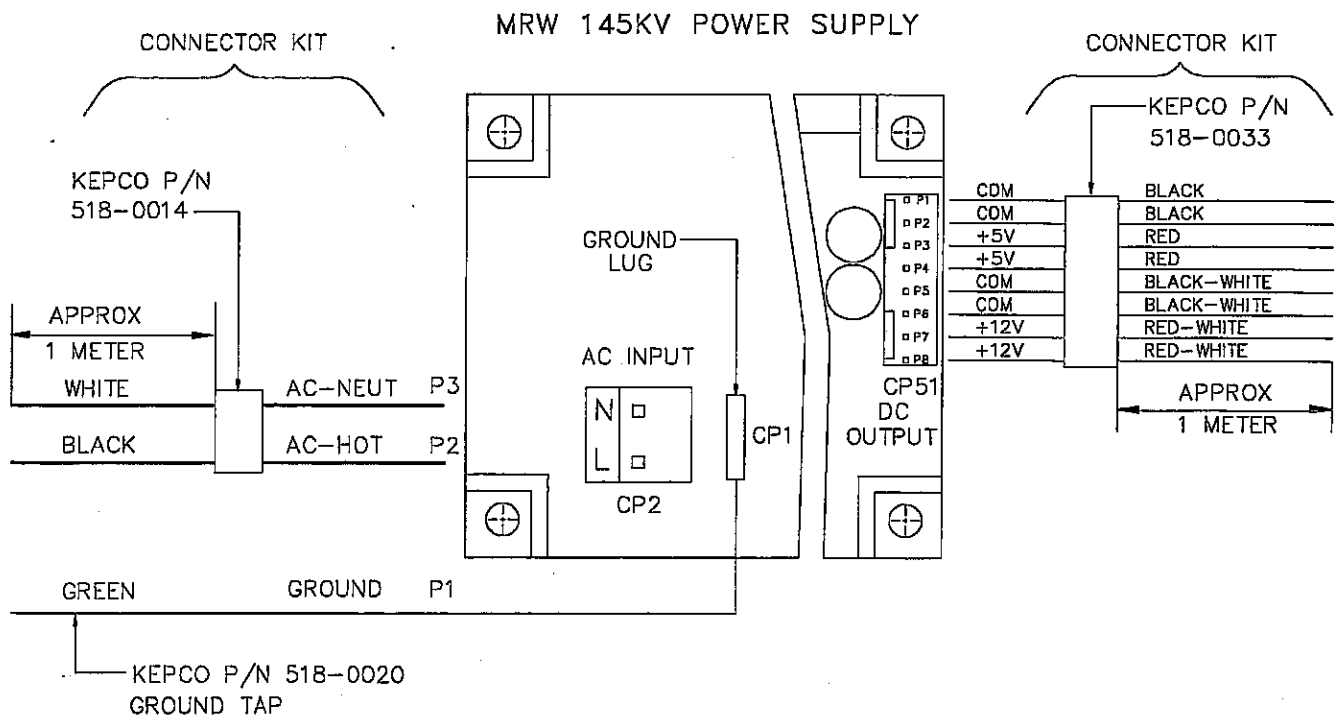 MRW 145KV POWER SUPPLY
CONNECTOR KIT
CONNECTOR KIT
KEPCO P/N
518-0033
KEPCO P/N
518-0014
COM
BLACK
COM
BLACK
+5V
RED
+5V
RED
COM
BLACK-WHITE
COM
BLACK-WHITE
+12V
RED-WHITE
+12V
RED-WHITE
P1
P2
P3
P4
P5
P6
P7
P8
GROUND
LUG
APPROX
1 METER
AC INPUT
CP51
DC
OUTPUT
APPROX
1 METER
WHITE
AC-NEUT P3
N
CP1
BLACK
AC-HOT P2
L
CP2
GREEN
GROUND P1
KEPCO P/N 518-0020
GROUND TAP